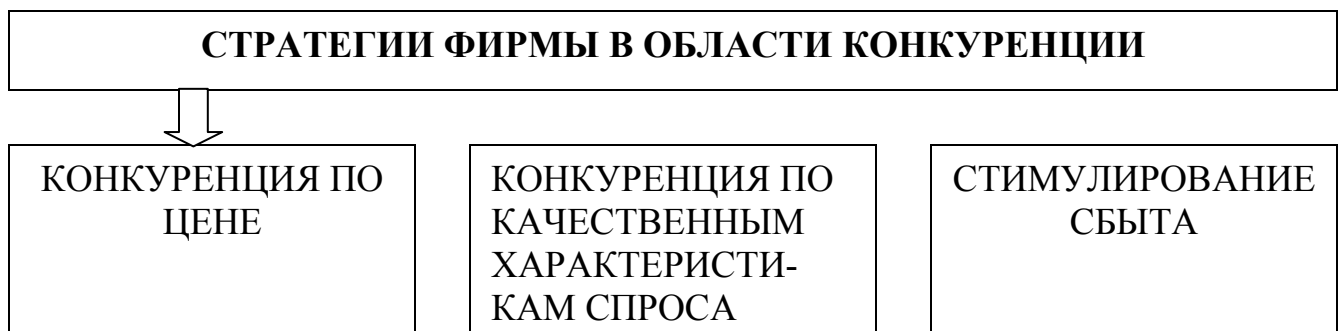 СТРАТЕГИИ ФИРМЫ В ОБЛАСТИ КОНКУРЕНЦИИ
КОНКУРЕНЦИЯ ПО
ЦЕНЕ
КОНКУРЕНЦИЯ ПО
КАЧЕСТВЕННЫМ
ХАРАКТЕРИСТИ-
КАМ СПРОСА
СТИМУЛИРОВАНИЕ
СБЫТА